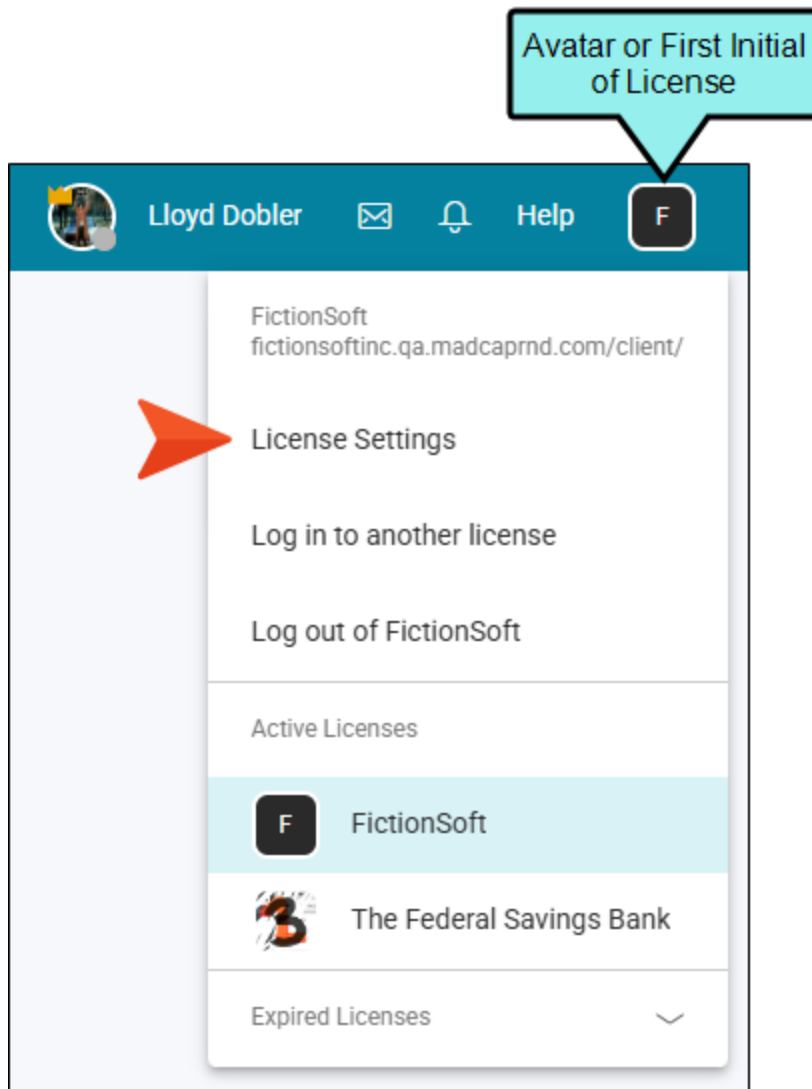 Avatar or First Initial
of License
Lloyd Dobler
Help
F
FictionSoft
fictionsoftinc.qa.madcaprnd.com/client/
License Settings
Log in to another license
Log out of FictionSoft
Active Licenses
F
FictionSoft
The Federal Savings Bank
Expired Licenses